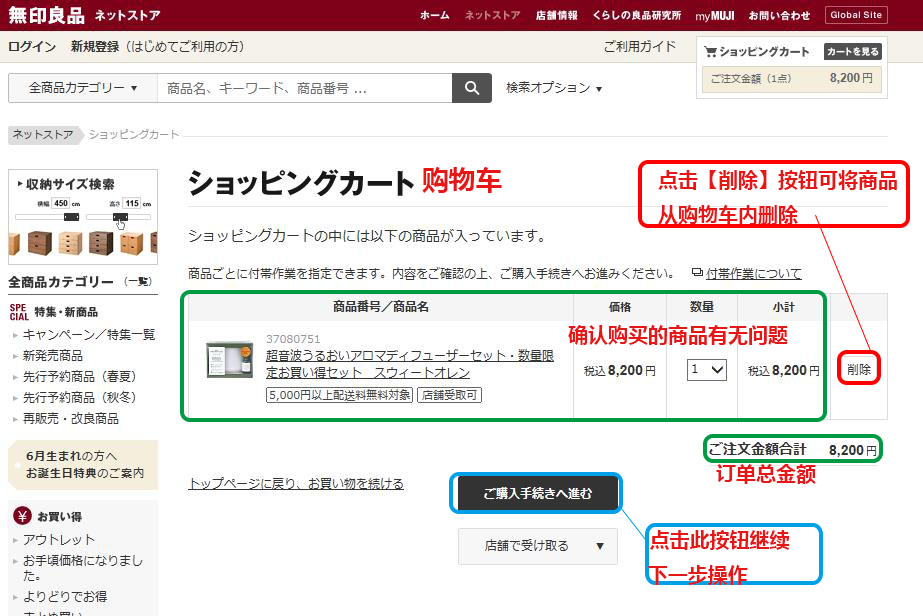 無印良品 ネットストア
ホーム ネットストア 店舗情報 くらしの良品研究所 myMUJI お問い合わせ Global Site
ログイン 新規登録（はじめてご利用の方）
ご利用ガイド
ショッピングカート カートを見る
ご注文金額（1点） 8,200円
全商品カテゴリー ▼ 商品名、キーワード、商品番号 ... 検索オプション ▼
ネットストア ショッピングカート
収納サイズ検索
横幅 450 cm 高さ 115 cm
全商品カテゴリー （一覧）
SPECIAL 特集・新商品
キャンペーン／特集一覧
新発売商品
先行予約商品（春夏）
先行予約商品（秋冬）
再販売・改良商品
6月生まれの方へ
お誕生日特典のご案内
¥ お買い得
アウトレット
お手頃価格になりまし
た。
よりどりでお得
まとめ買い
ショッピングカート 购物车
点击【削除】按钮可将商品
从购物车内删除
ショッピングカートの中には以下の商品が入っています。
商品ごとに付帯作業を指定できます。内容をご確認の上、ご購入手続きへお進みください。 付帯作業について
商品番号／商品名 価格 数量 小計
确认购买的商品有无问题
37080751
超音波うるおいアロマディフューザーセット・数量限
定お買い得セット　スウィートオレン
5,000円以上配送料無料対象 店舗受取可
税込 8,200 円 1 税込 8,200 円 削除
ご注文金額合計 8,200円
订单总金额
トップページに戻り、お買い物を続ける
ご購入手続きへ進む
店舗で受け取る ▼
点击此按钮继续
下一步操作